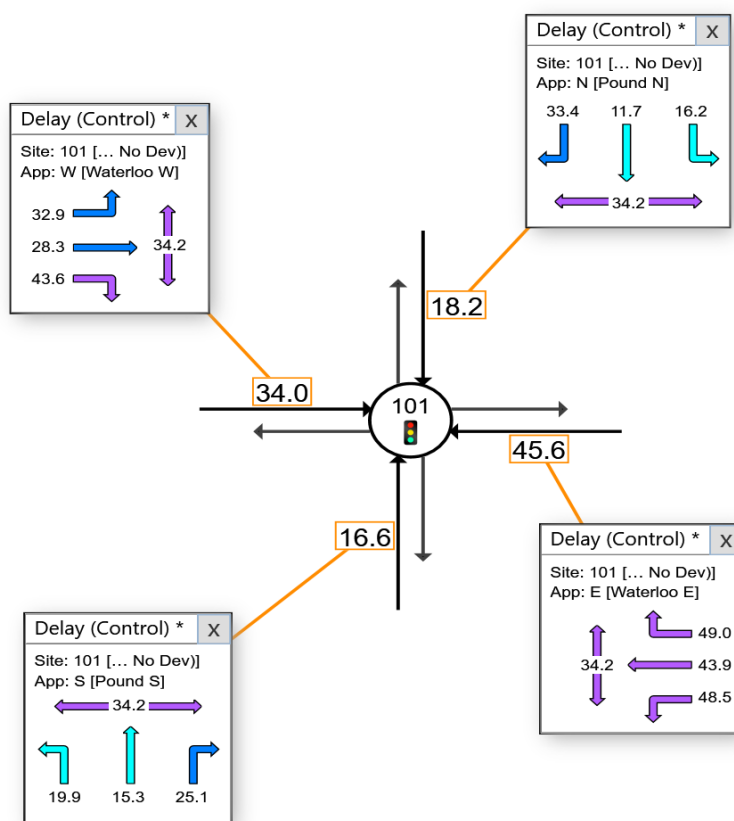 Delay (Control) * X
Site: 101 [... No Dev)]
App: N [Pound N]
33.4 11.7 16.2
34.2
Delay (Control) * X
Site: 101 [... No Dev)]
App: W [Waterloo W]
32.9
28.3 34.2
43.6
18.2
34.0
101
45.6
16.6
Delay (Control) * X
Site: 101 [... No Dev)]
App: E [Waterloo E]
49.0
34.2 43.9
48.5
Delay (Control) * X
Site: 101 [... No Dev)]
App: S [Pound S]
34.2
19.9 15.3 25.1